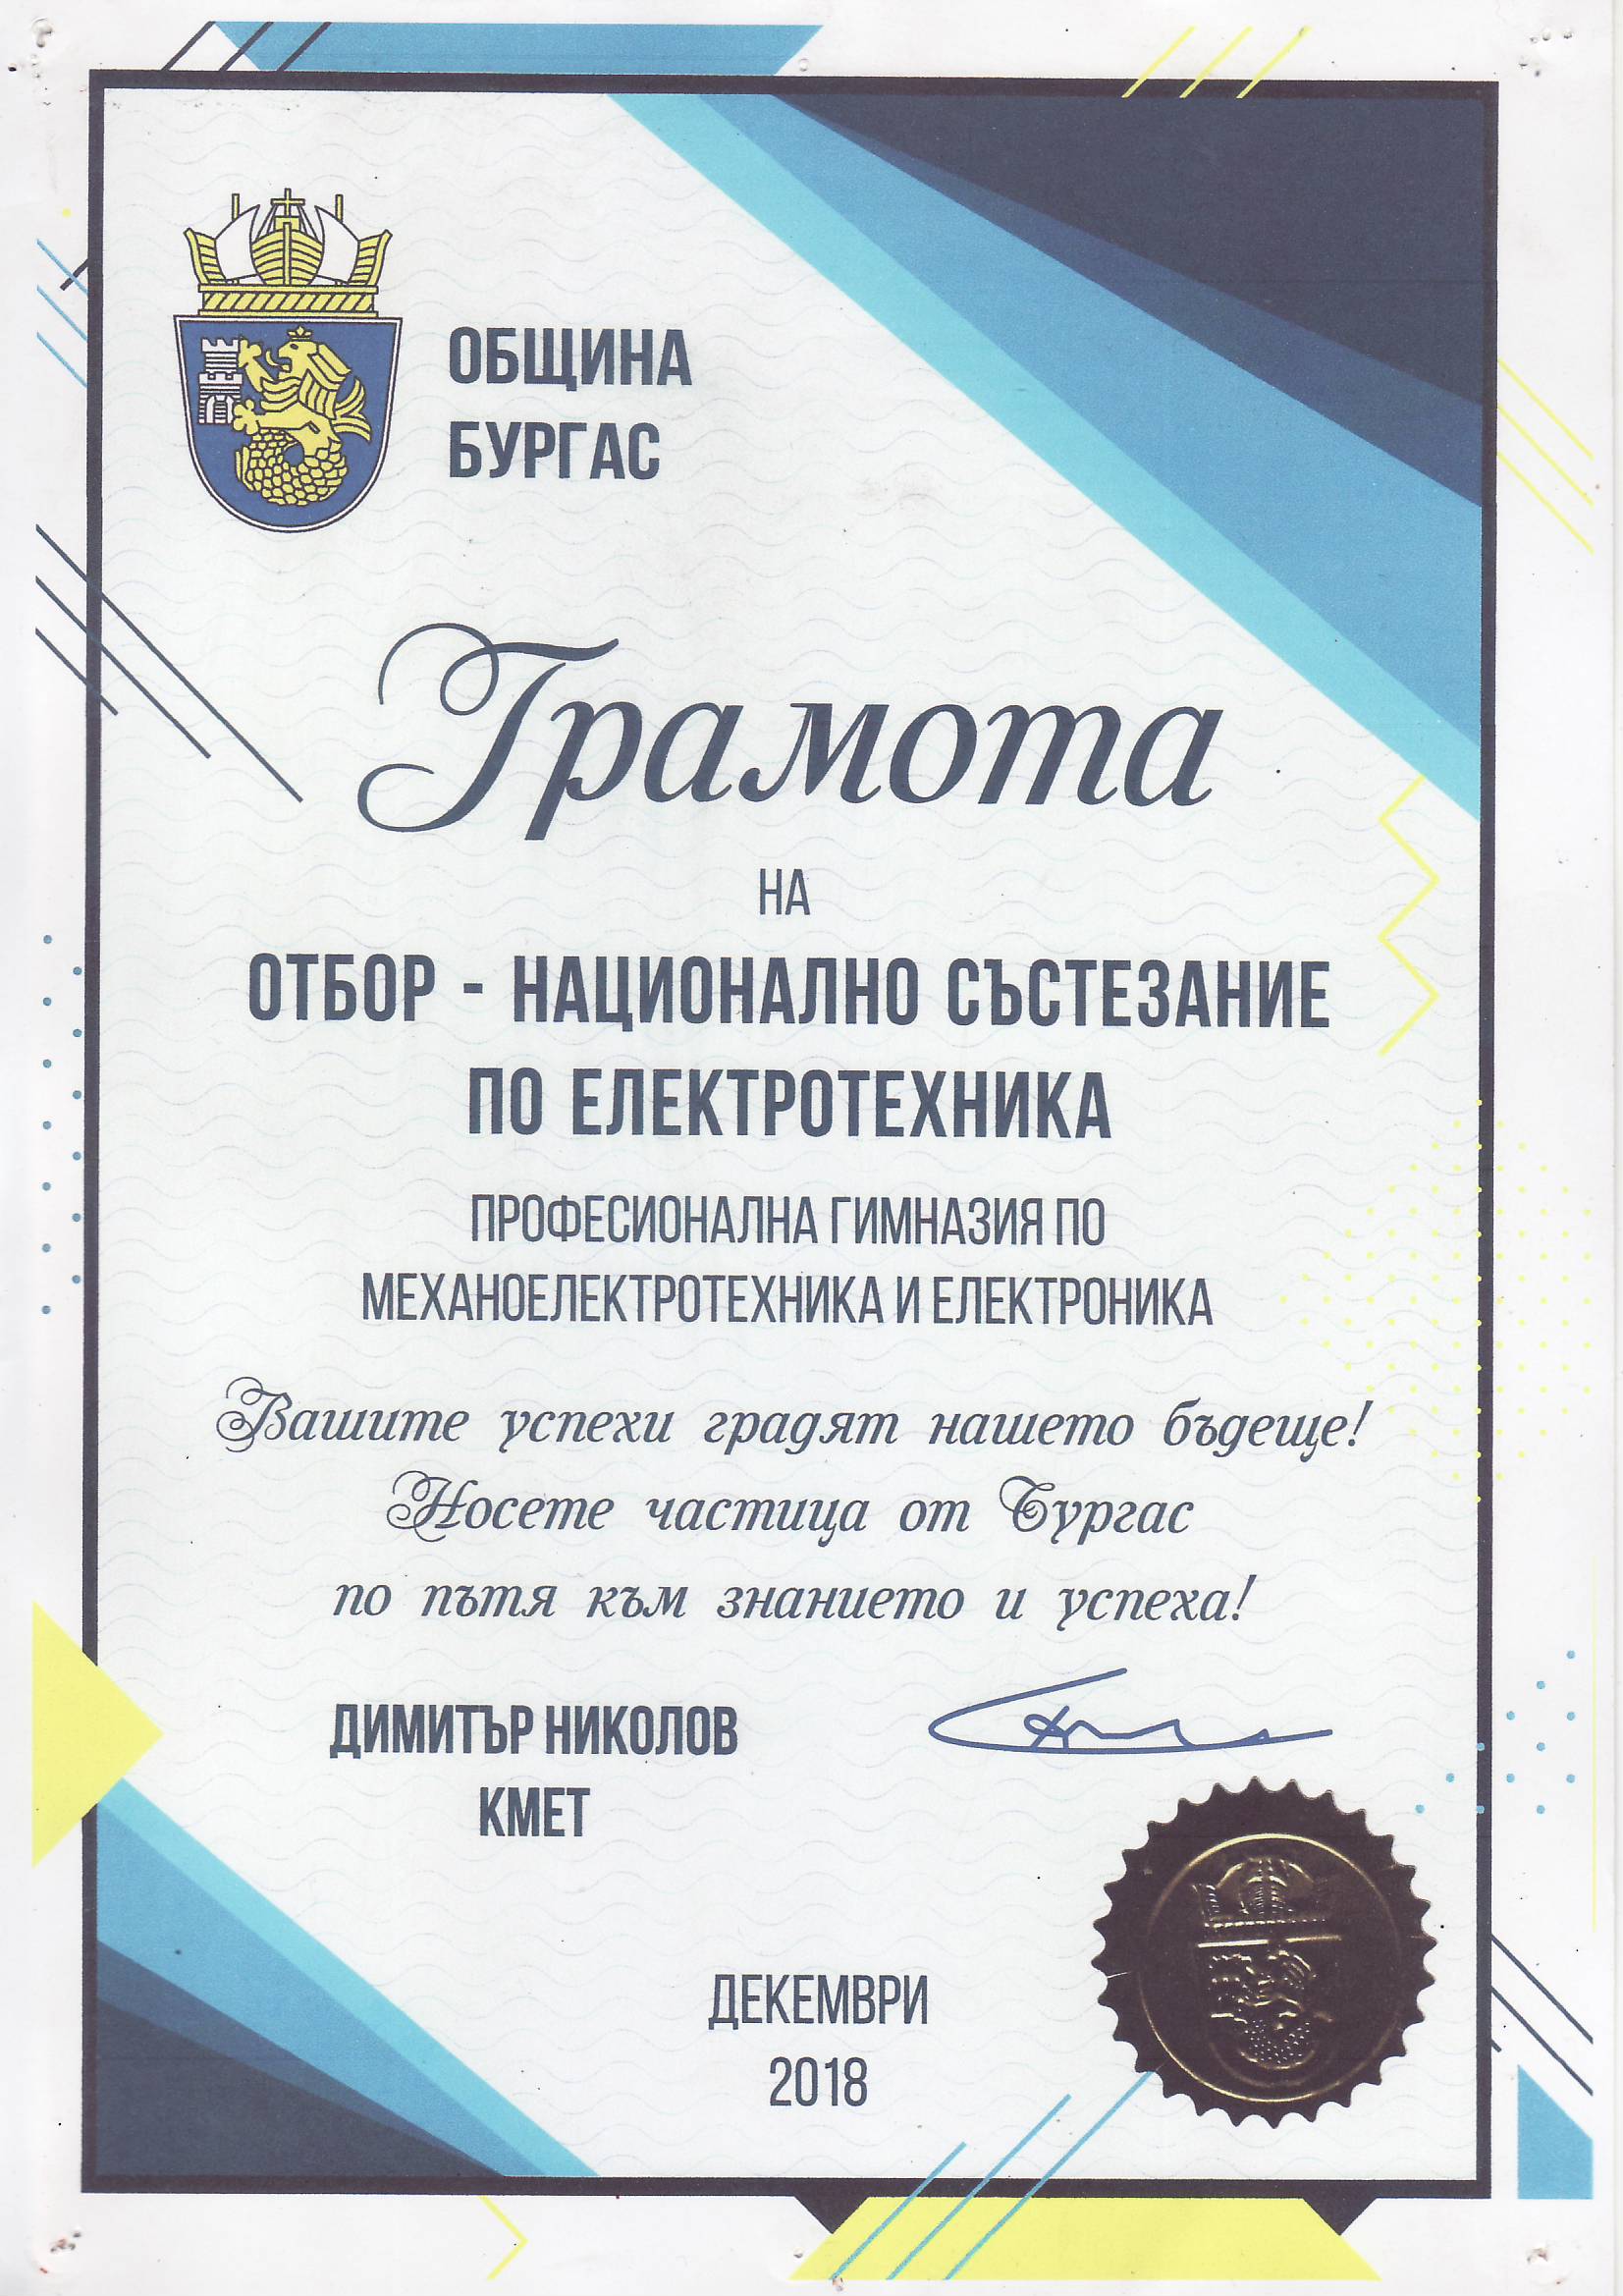 ОБЩИНА
БУРГАС
Грамота
НА
ОТБОР - НАЦИОНАЛНО СЪСТЕЗАНИЕ
ПО ЕЛЕКТРОТЕХНИКА
ПРОФЕСИОНАЛНА ГИМНАЗИЯ ПО
МЕХАНОЕЛЕКТРОТЕХНИКА И ЕЛЕКТРОНИКА
Вашите успехи градят нашето бъдеще!
Носете частица от Бургас
по пътя към знанието и успеха!
ДИМИТЪР НИКОЛОВ
КМЕТ
ДЕКЕМВРИ
2018